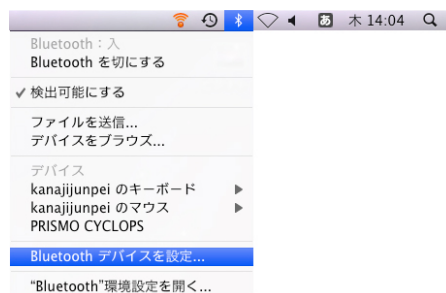 あ 木 14:04
Bluetooth：入
Bluetooth を切にする
✓ 検出可能にする
ファイルを送信...
デバイスをブラウズ...
デバイス
kanajijunpei のキーボード
kanajijunpei のマウス
PRISMO CYCLOPS
Bluetooth デバイスを設定...
“Bluetooth”環境設定を開く...